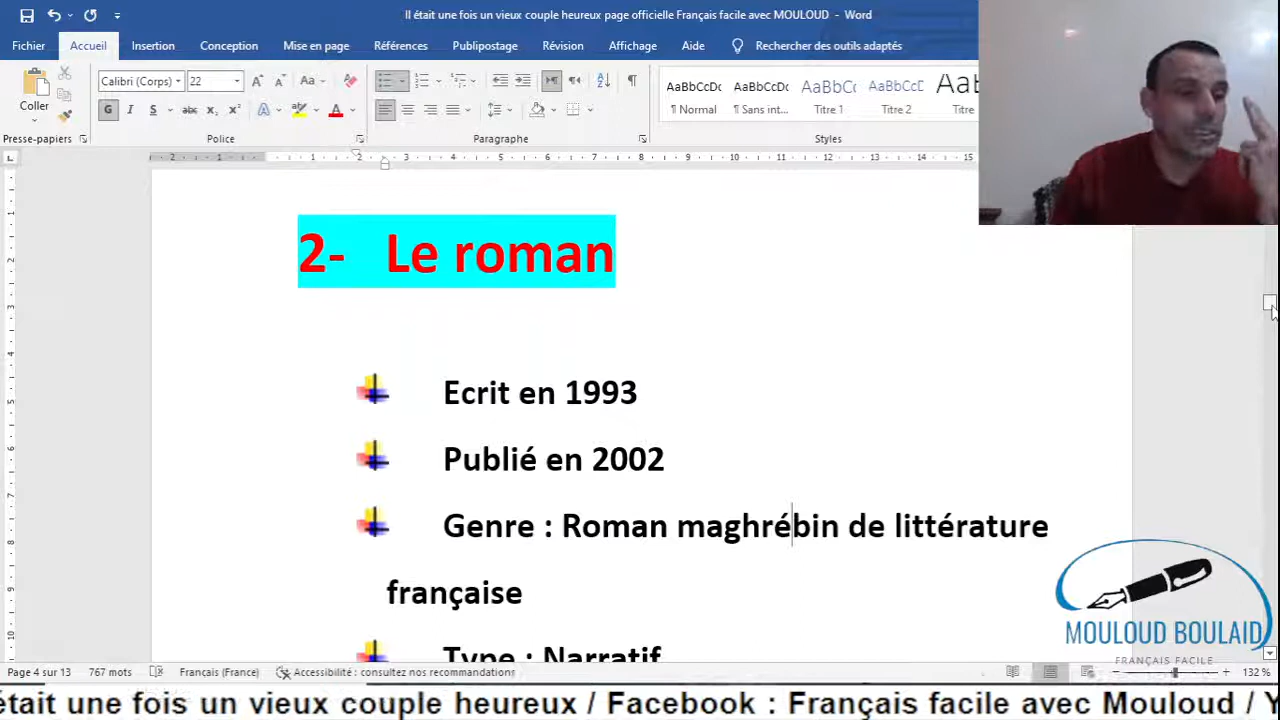 Il était une fois un vieux couple heureux page officielle Français facile avec MOULOUD - Word
Fichier Accueil Insertion Conception Mise en page Références Publipostage Révision Affichage Aide Rechercher des outils adaptés
Coller
Calibri (Corps) 22
AaBbCcDc AaBbCcDc AaBbCc AaBbCcD
¶ Normal ¶ Sans int... Titre 1 Titre 2 Titre
Presse-papiers Police Paragraphe Styles
2- Le roman
Ecrit en 1993
Publié en 2002
Genre : Roman maghrébin de littérature
française
Type : Narratif
MOULOUD BOULAID
FRANÇAIS FACILE
Page 4 sur 13 767 mots Français (France) Accessibilité : consultez nos recommandations 132 %
était une fois un vieux couple heureux / Facebook : Français facile avec Mouloud / Y